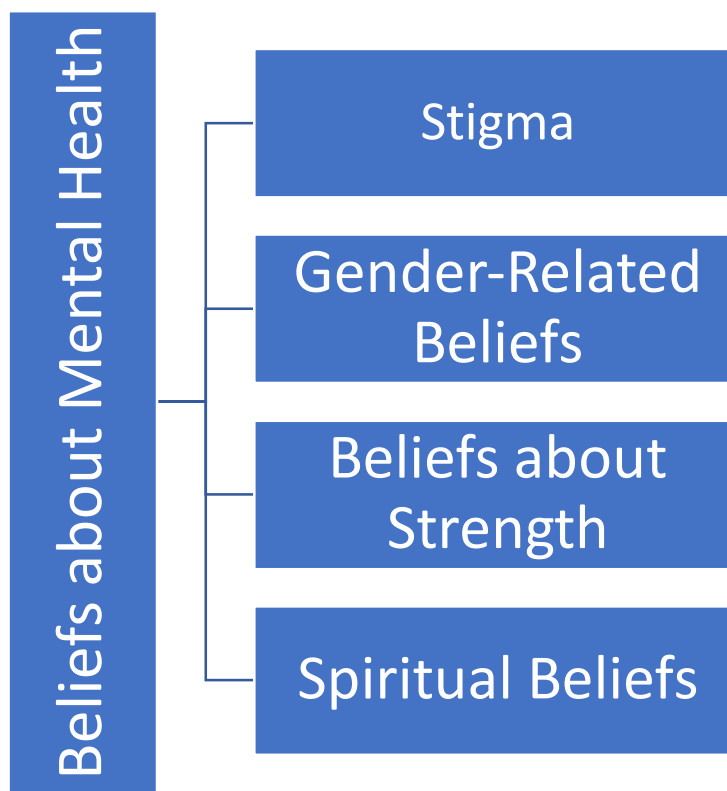 Beliefs about Mental Health
Stigma
Gender-Related
Beliefs
Beliefs about
Strength
Spiritual Beliefs